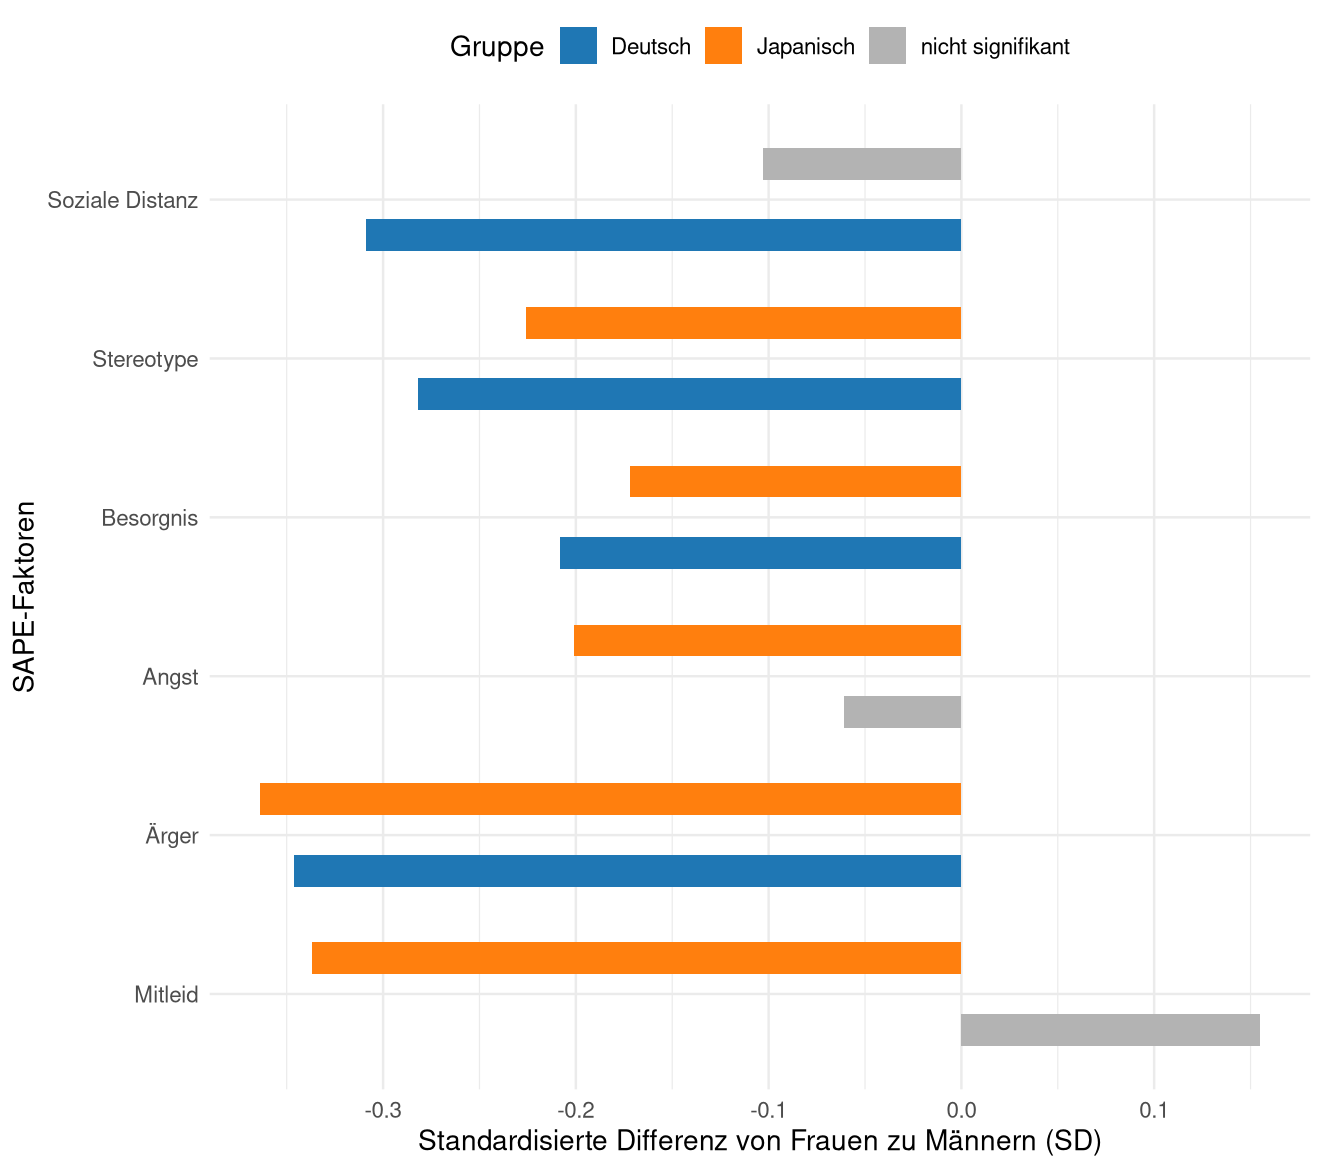 Gruppe Deutsch Japanisch nicht signifikant
Soziale Distanz
Stereotype
Besorgnis
Angst
Ärger
Mitleid
SAPE-Faktoren
-0.3 -0.2 -0.1 0.0 0.1
Standardisierte Differenz von Frauen zu Männern (SD)